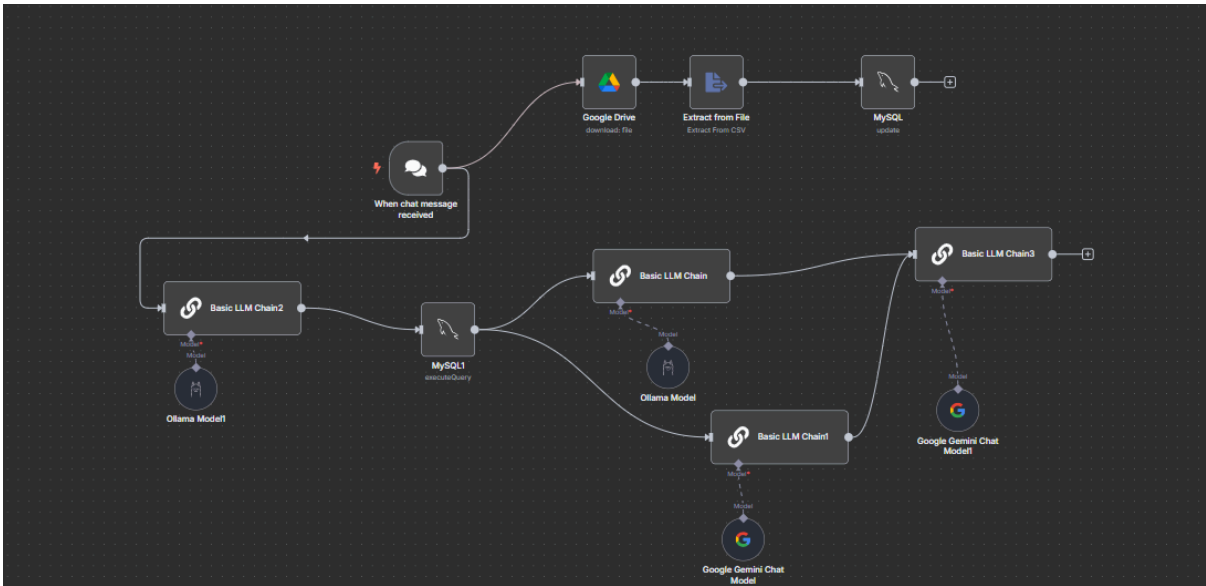 Google Drive
download: file
Extract from File
Extract From CSV
MySQL
update
When chat message
received
Basic LLM Chain2
Model*
Model
Ollama Model1
MySQL1
executeQuery
Basic LLM Chain
Model*
Model
Ollama Model
Basic LLM Chain1
Model*
Model
Google Gemini Chat
Model
Basic LLM Chain3
Model*
Model
Google Gemini Chat
Model1